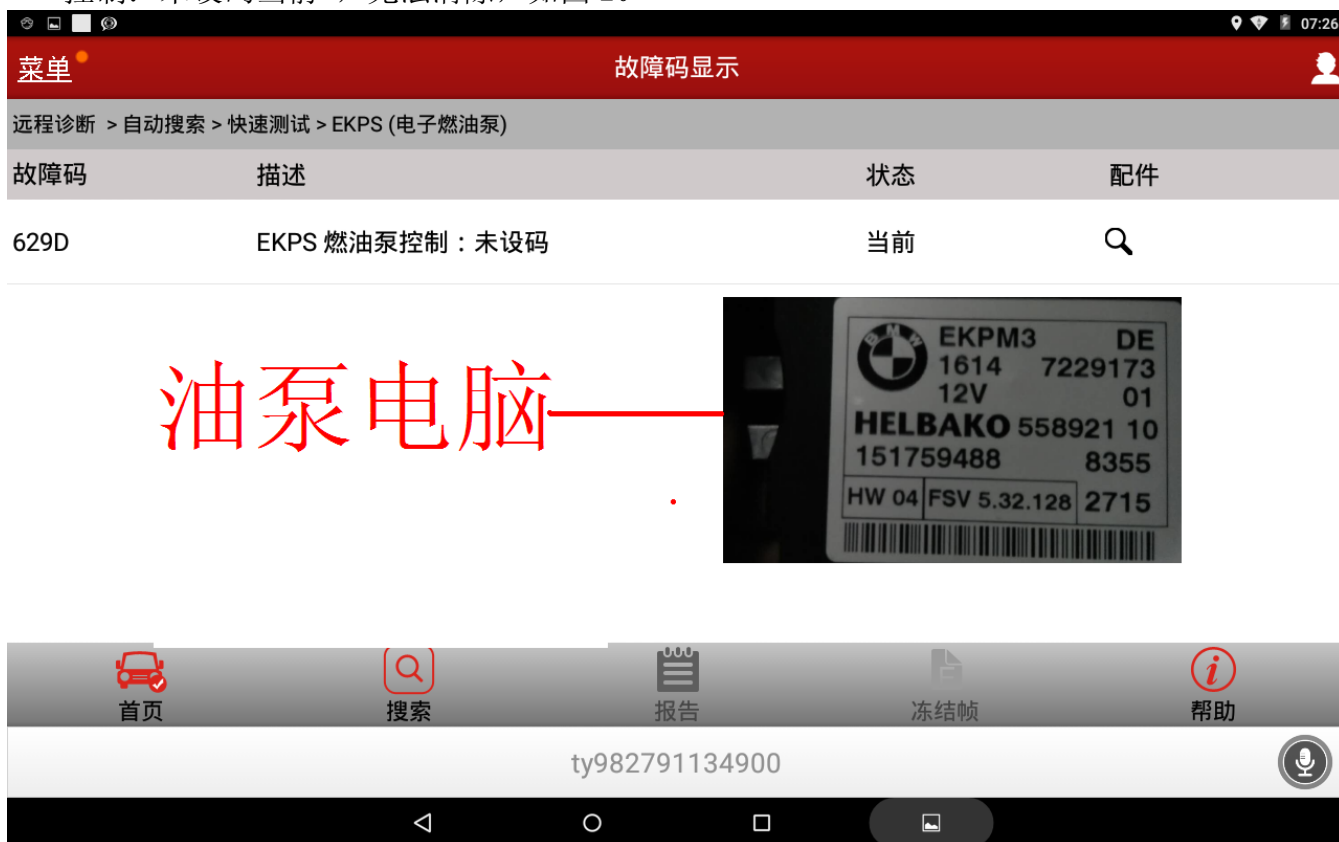 07:26
菜单
故障码显示
远程诊断 > 自动搜索 > 快速测试 > EKPS (电子燃油泵)
故障码 描述 状态 配件
629D EKPS 燃油泵控制：未设码 当前
油泵电脑
BMW
EKPM3 DE
1614 7229173
12V 01
HELBAKO 558921 10
151759488 8355
HW 04 FSV 5.32.128 2715
首页 搜索 报告 冻结帧 帮助
ty982791134900